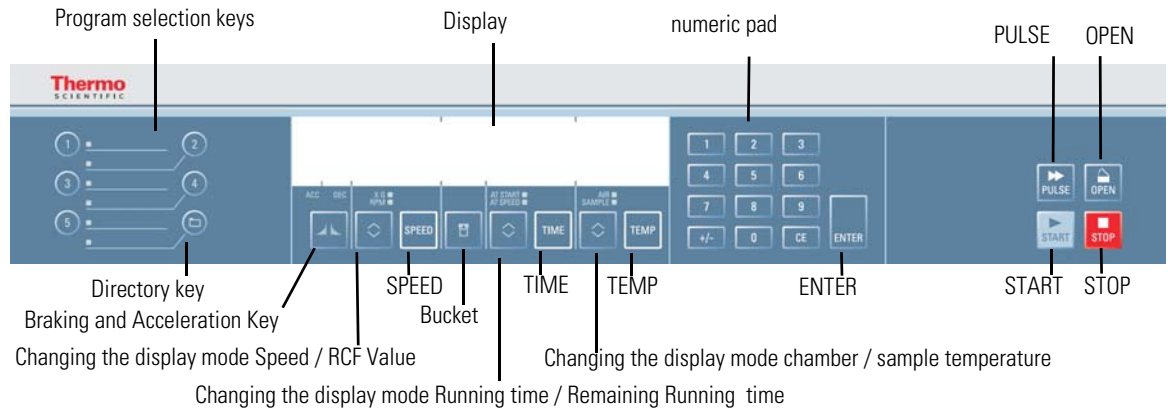 Program selection keys
Display
numeric pad
PULSE
OPEN
Thermo
SCIENTIFIC
1
2
3
4
5
ACC DEC
X G
RPM
AT START
AT SPEED
AIR
SAMPLE
SPEED
TIME
TEMP
1 2 3
4 5 6
7 8 9
+/- 0 CE
ENTER
PULSE
OPEN
START
STOP
Directory key
SPEED
TIME
TEMP
ENTER
START
STOP
Braking and Acceleration Key
Bucket
Changing the display mode Speed / RCF Value
Changing the display mode chamber / sample temperature
Changing the display mode Running time / Remaining Running time